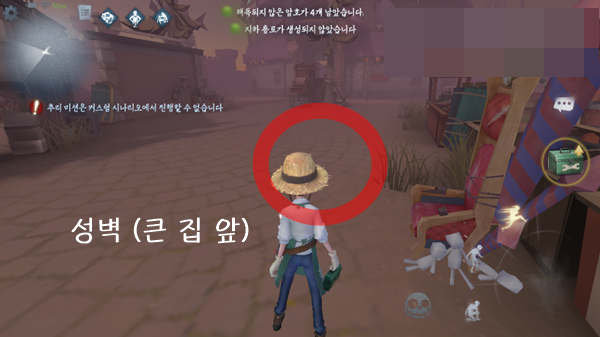 해독되지 않은 암호가 4개 남았습니다.
지하 통로가 생성되지 않았습니다
추리 미션은 커스텀 시나리오에서 진행할 수 없습니다
성벽 (큰 집 앞)